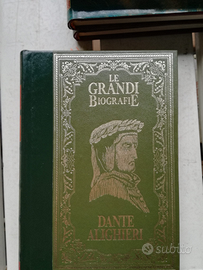 LE
GRANDI
BIOGRAFIE
DANTE
ALIGHIERI
subito